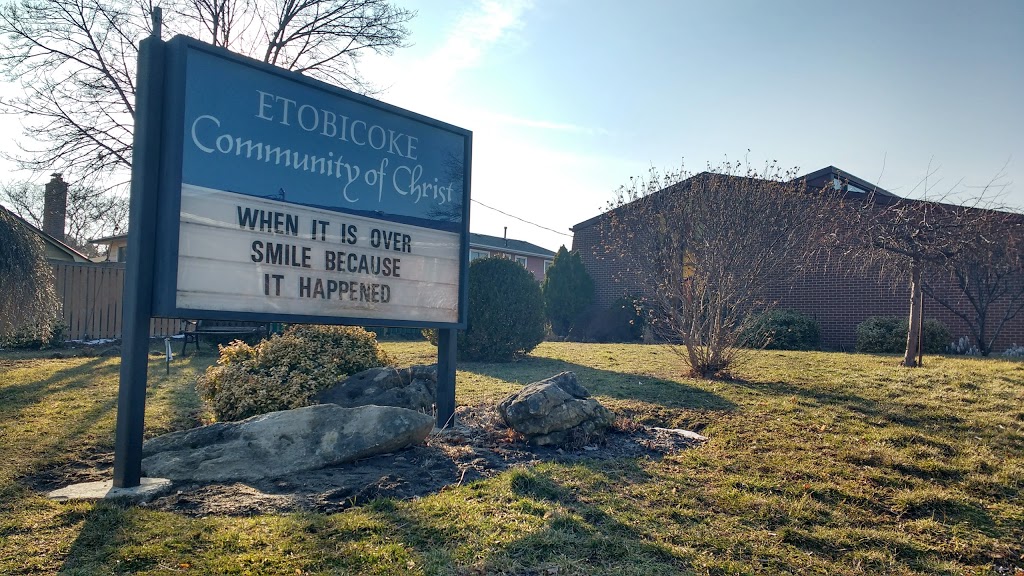 ETOBICOKE
Community of Christ
WHEN IT IS OVER
SMILE BECAUSE
IT HAPPENED